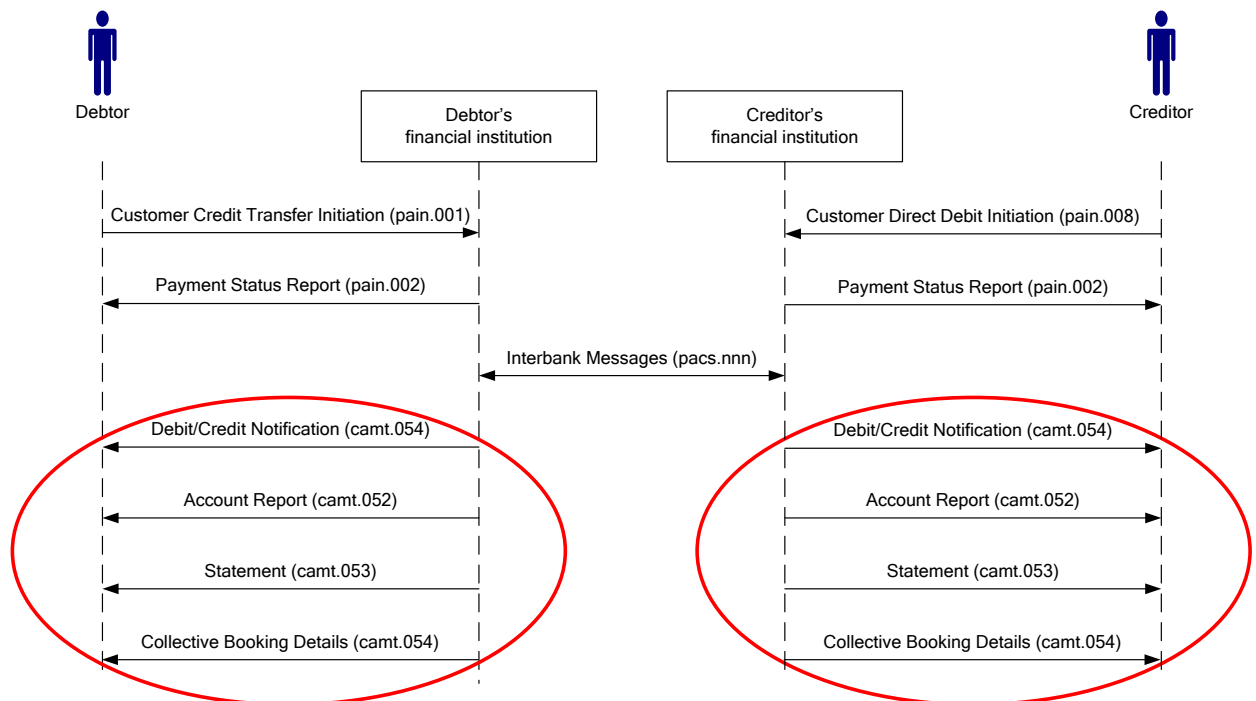 Debtor
Debtor's
financial institution
Creditor's
financial institution
Creditor
Customer Credit Transfer Initiation (pain.001)
Customer Direct Debit Initiation (pain.008)
Payment Status Report (pain.002)
Payment Status Report (pain.002)
Interbank Messages (pacs.nnn)
Debit/Credit Notification (camt.054)
Debit/Credit Notification (camt.054)
Account Report (camt.052)
Account Report (camt.052)
Statement (camt.053)
Statement (camt.053)
Collective Booking Details (camt.054)
Collective Booking Details (camt.054)